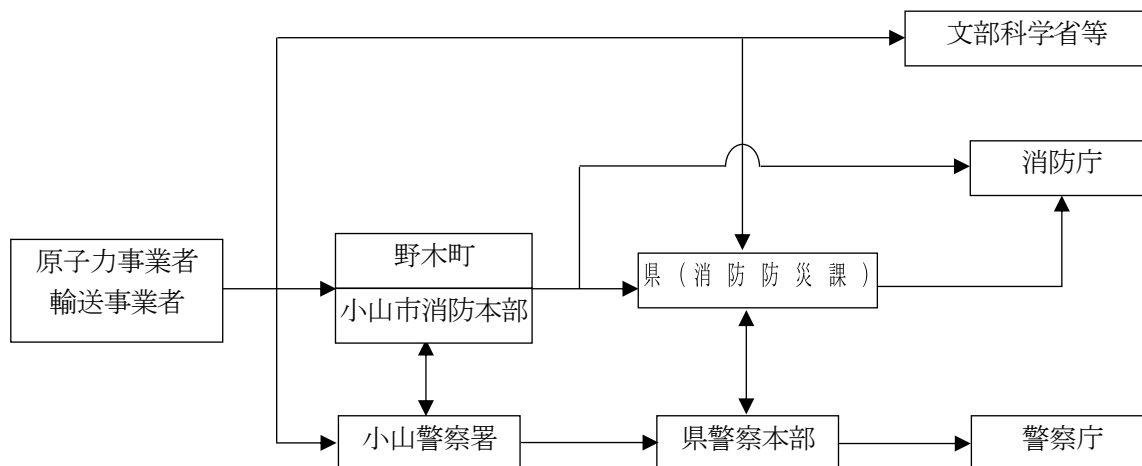 文部科学省等
消防庁
原子力事業者
輸送事業者
野木町
小山市消防本部
県（消防防災課）
小山警察署
県警察本部
警察庁